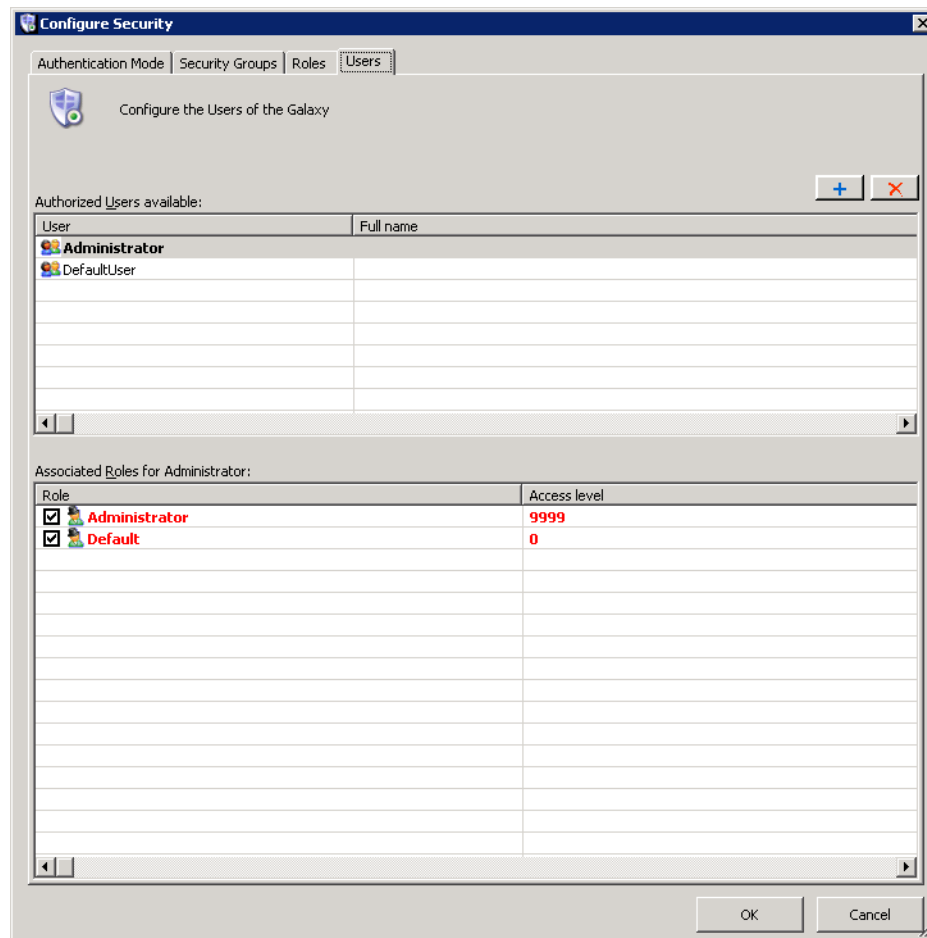 Configure Security
Authentication Mode Security Groups Roles Users
Configure the Users of the Galaxy
Authorized Users available:
User Full name
Administrator
DefaultUser
Associated Roles for Administrator:
Role Access level
Administrator 9999
Default 0
OK Cancel